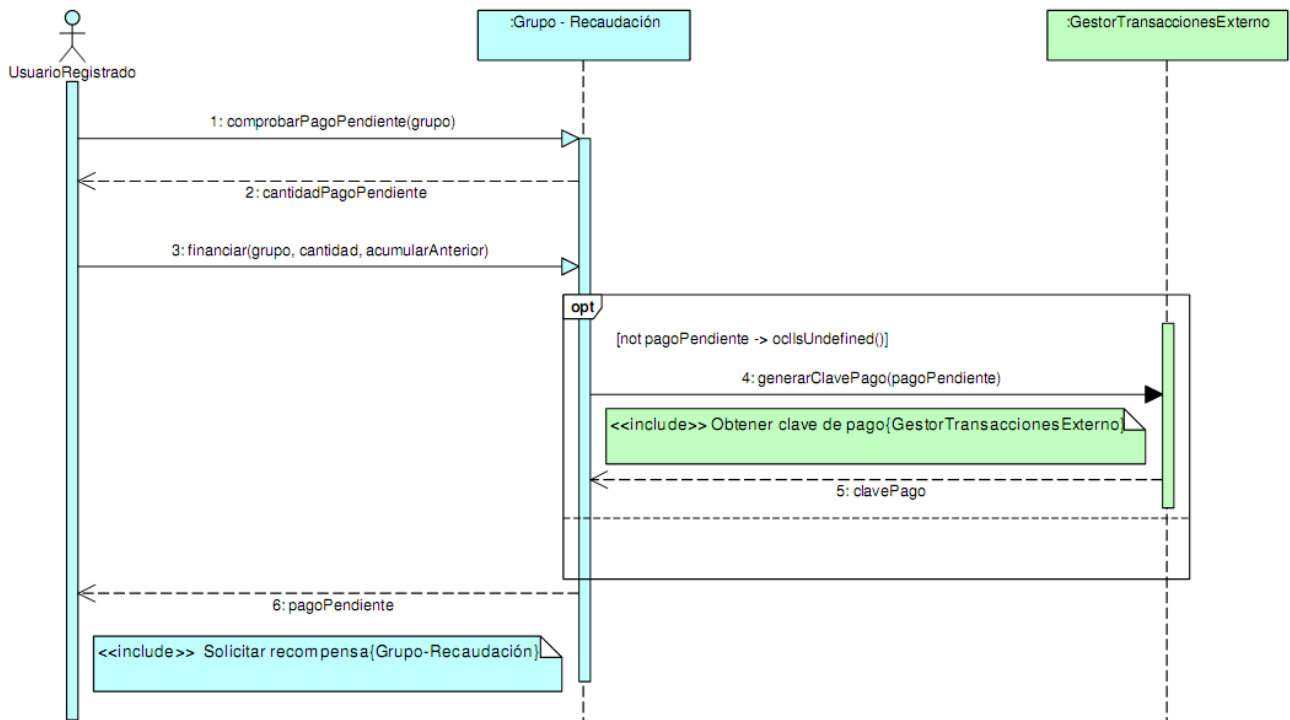 :Grupo - Recaudación
:GestorTransaccionesExterno
UsuarioRegistrado
1: comprobarPagoPendiente(grupo)
2: cantidadPagoPendiente
3: financiar(grupo, cantidad, acumularAnterior)
opt
[not pagoPendiente -> oclIsUndefined()]
4: generarClavePago(pagoPendiente)
<<include>> Obtener clave de pago{GestorTransaccionesExterno}
5: clavePago
6: pagoPendiente
<<include>> Solicitar recompensa{Grupo-Recaudación}